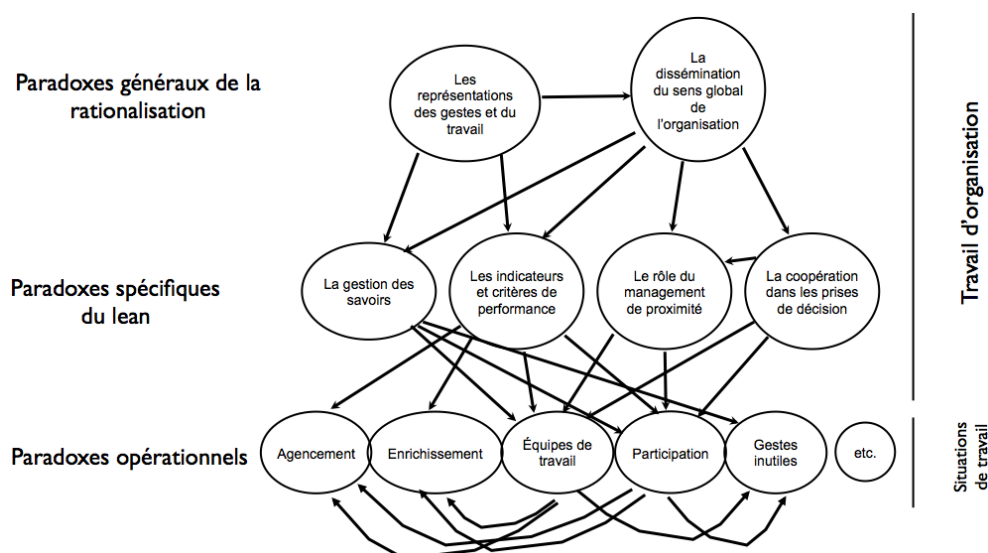 Paradoxes généraux de la
rationalisation
Les
représentations
des gestes et du
travail
La
dissémination
du sens global
de
l'organisation
Travail d'organisation
Paradoxes spécifiques
du lean
La gestion des
savoirs
Les indicateurs
et critères de
performance
Le rôle du
management
de proximité
La coopération
dans les prises
de décision
Paradoxes opérationnels
Agencement
Enrichissement
Équipes de
travail
Participation
Gestes
inutiles
etc.
Situations
de travail